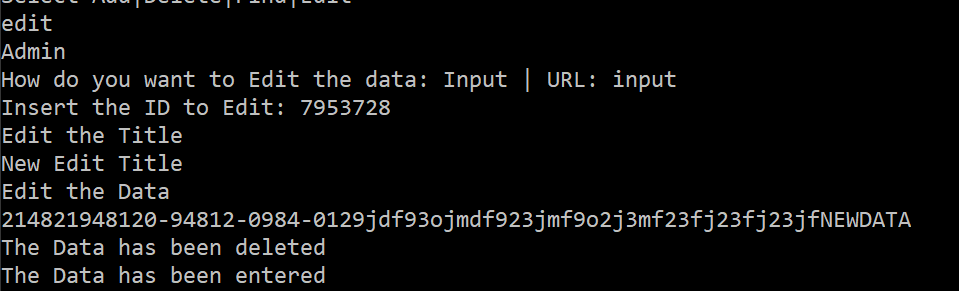 Select Add|Delete|Find|Edit
edit
Admin
How do you want to Edit the data: Input | URL: input
Insert the ID to Edit: 7953728
Edit the Title
New Edit Title
Edit the Data
214821948120-94812-0984-0129jdf93ojmdf923jmf9o2j3mf23fj23fj23jfNEWDATA
The Data has been deleted
The Data has been entered